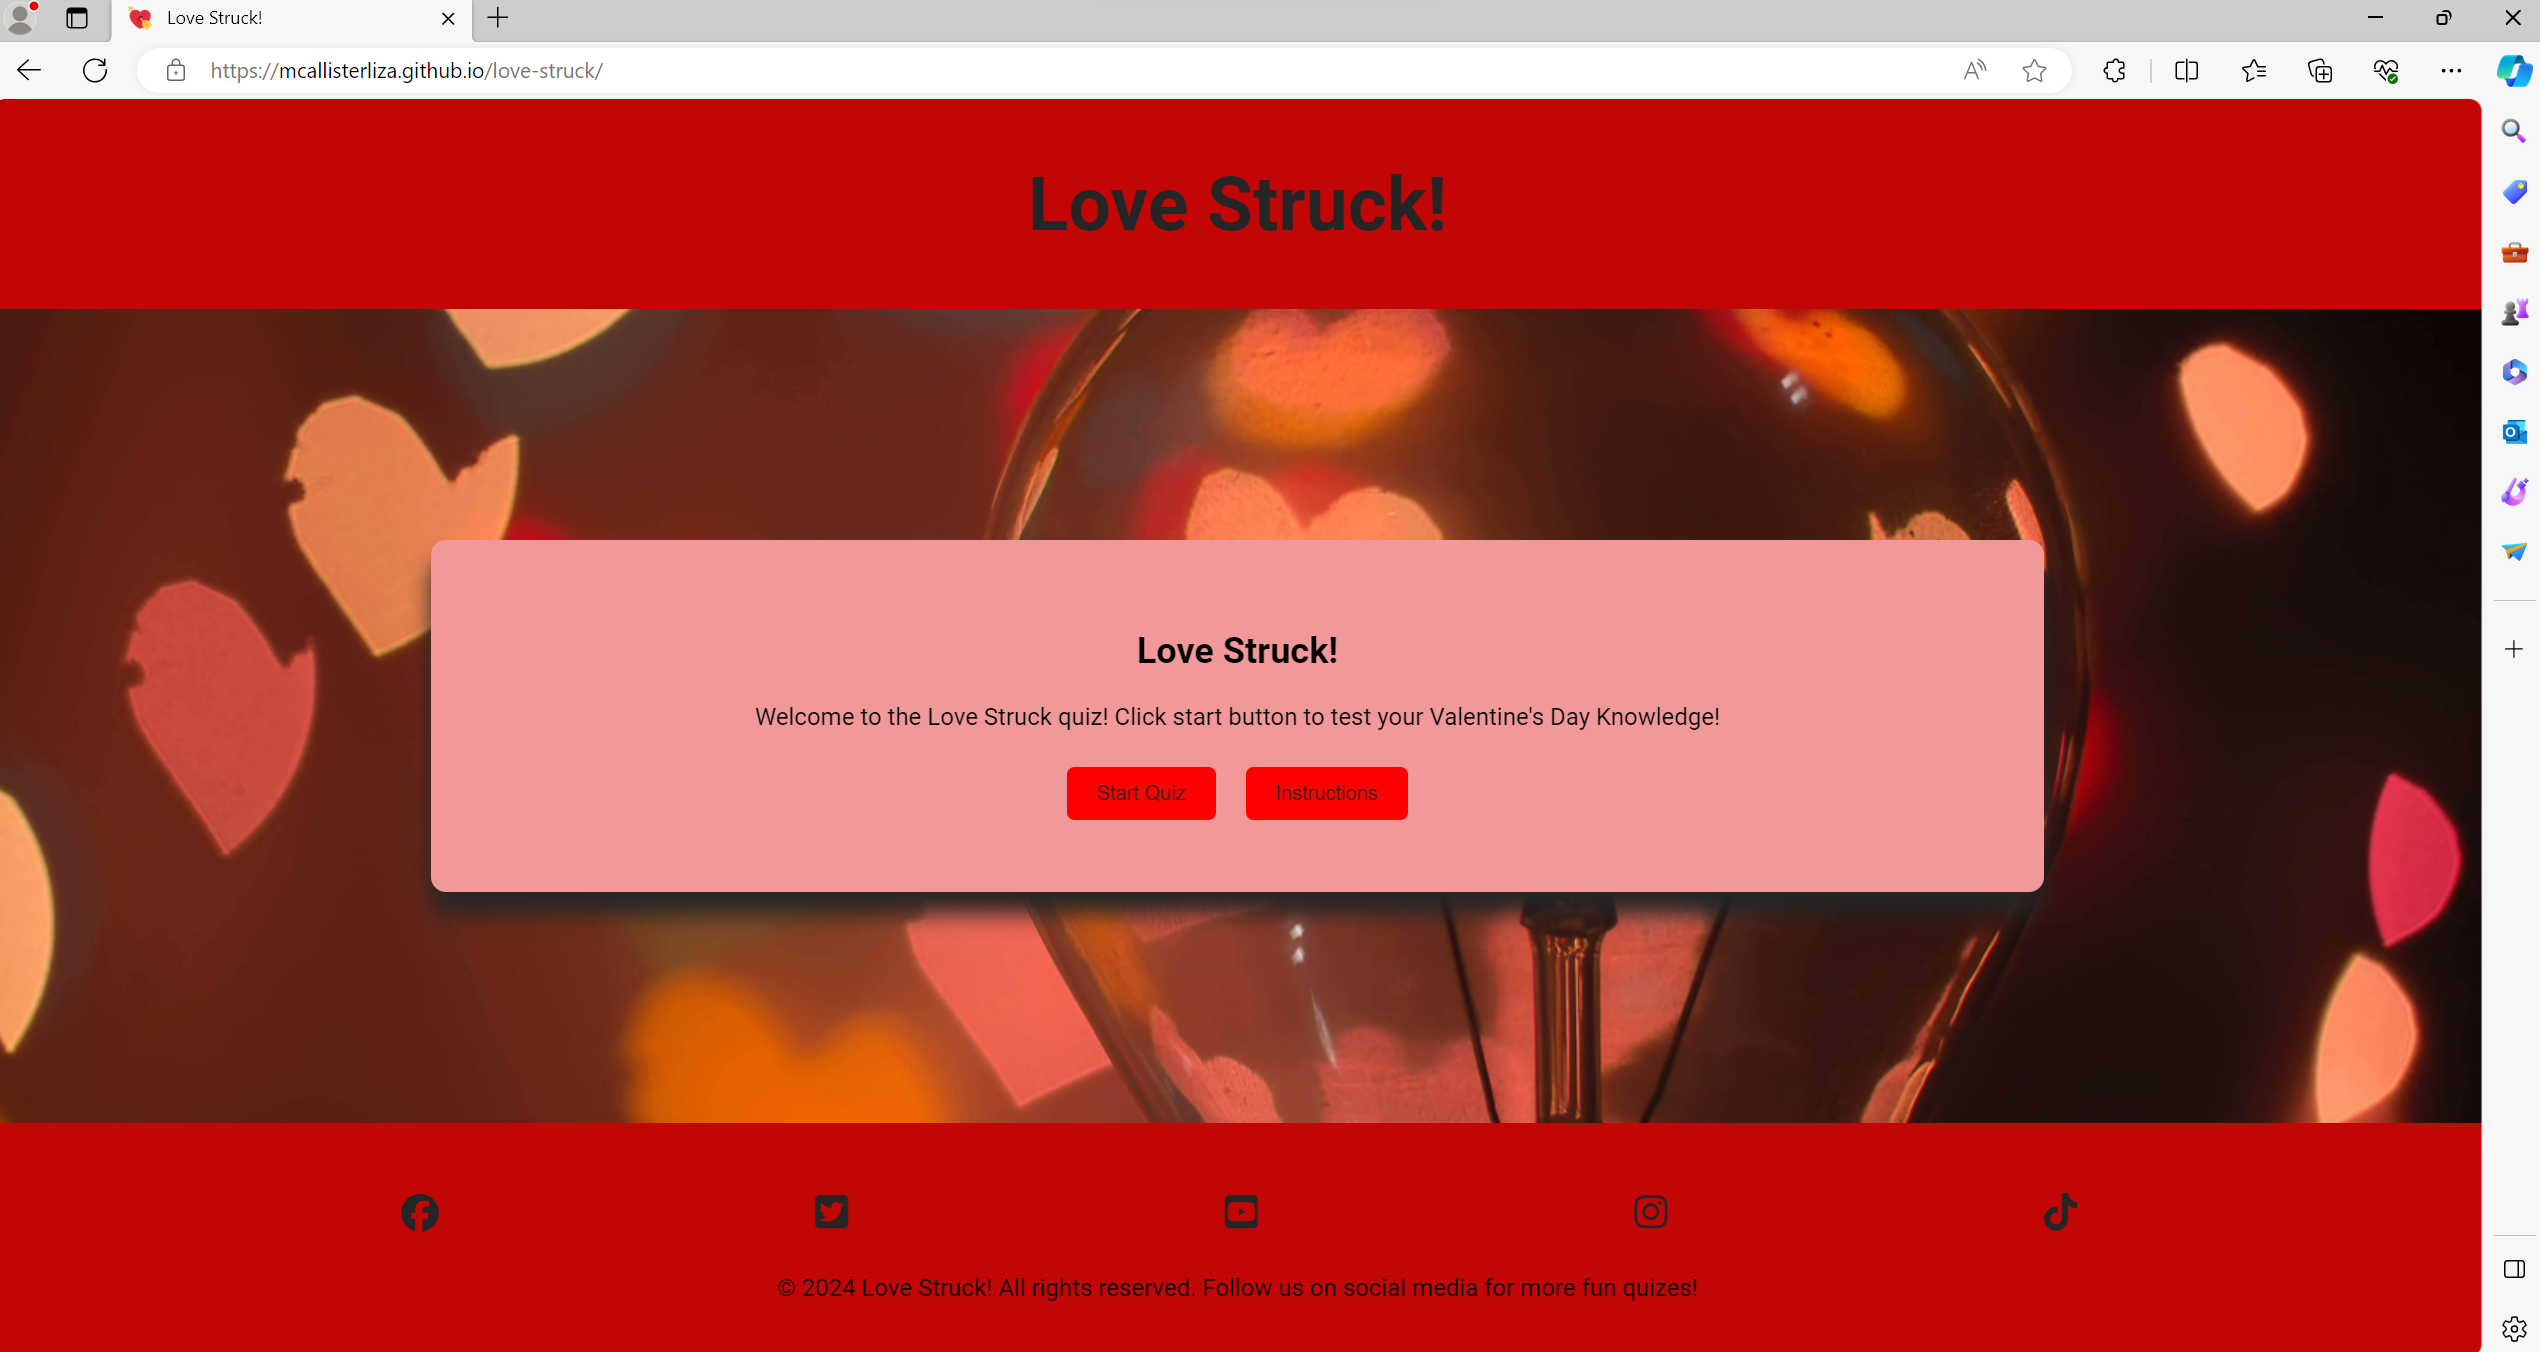 Love Struck!
https://mcallisterliza.github.io/love-struck/
Love Struck!
Love Struck!
Welcome to the Love Struck quiz! Click start button to test your Valentine's Day Knowledge!
Start Quiz
Instructions
© 2024 Love Struck! All rights reserved. Follow us on social media for more fun quizes!